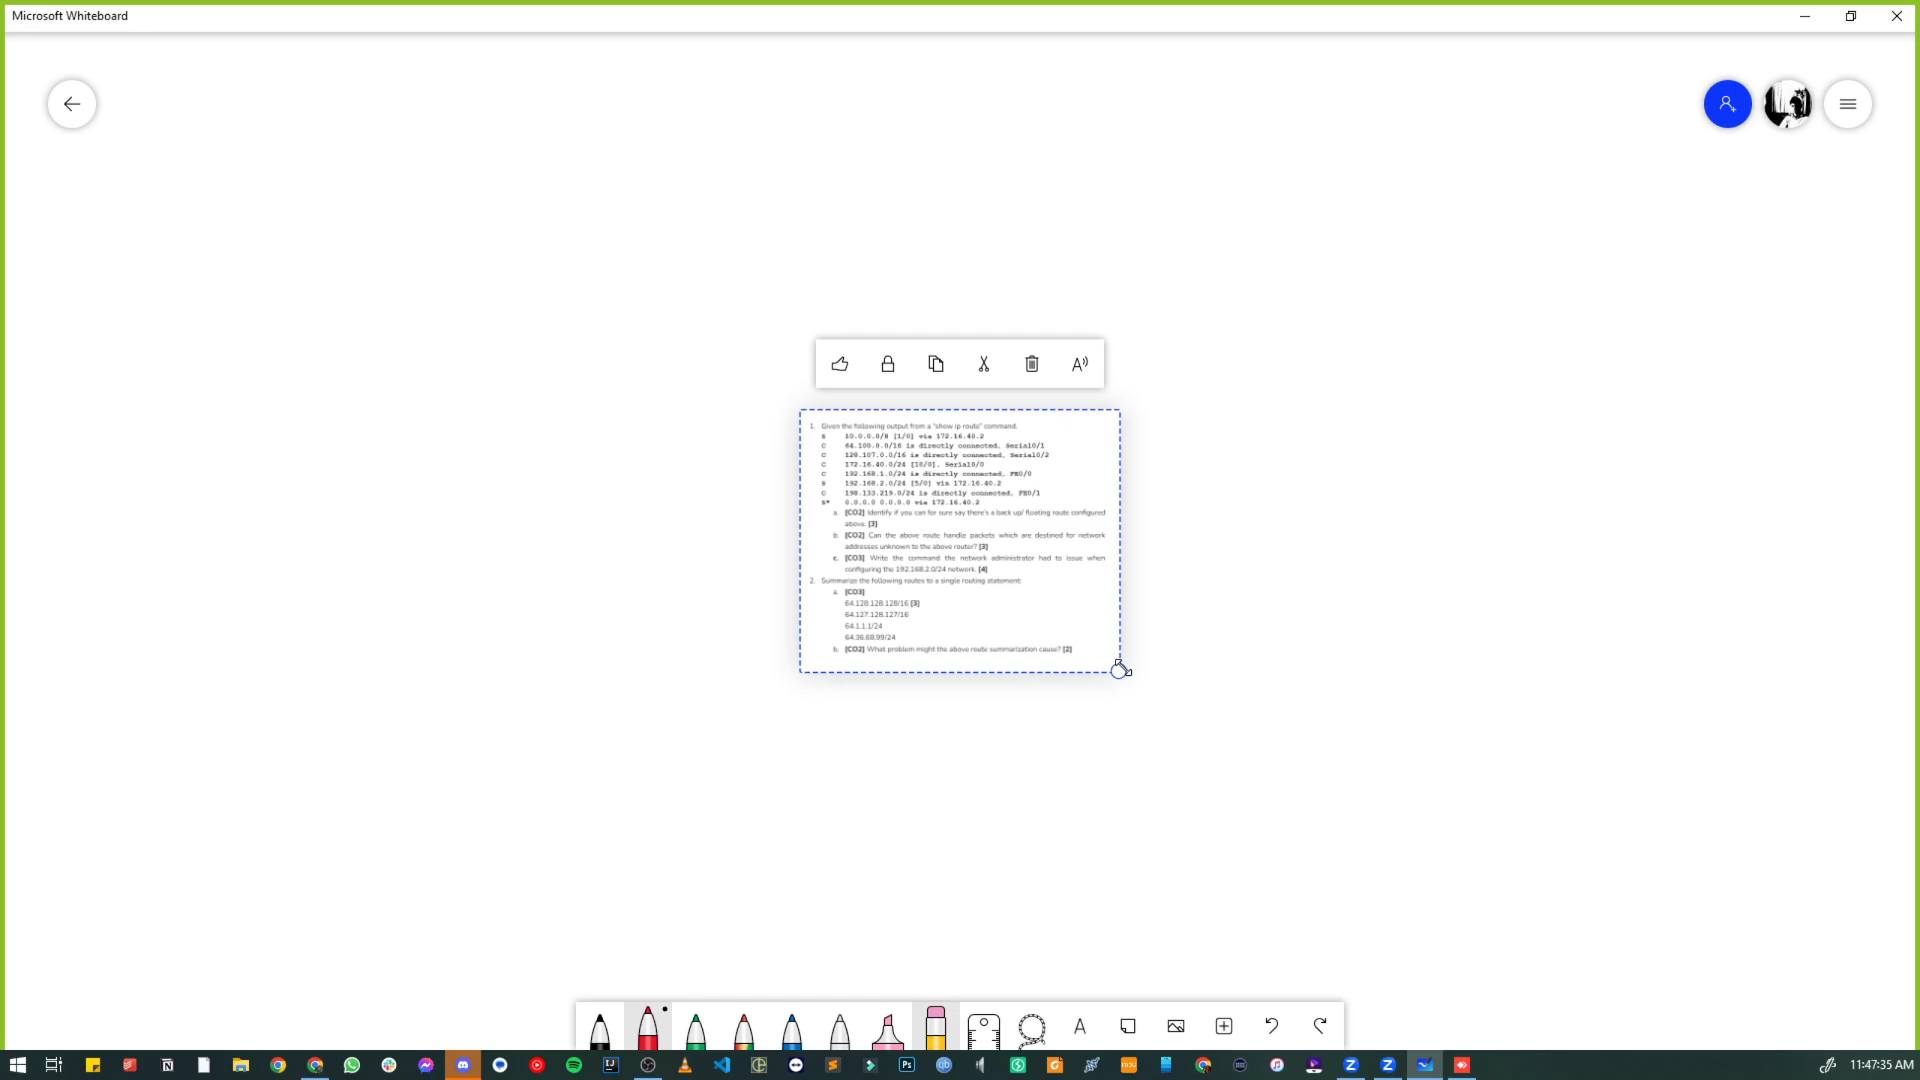 Microsoft Whiteboard
1. Given the following output from a "show ip route" command.
S 10.0.0.0/8 [1/0] via 172.16.40.2
C 64.100.0.0/16 is directly connected, Serial0/1
C 128.107.0.0/16 is directly connected, Serial0/2
C 172.16.40.0/24 [10/0], Serial0/0
C 192.168.1.0/24 is directly connected, FE0/0
S 192.168.2.0/24 [5/0] via 172.16.40.2
C 198.133.219.0/24 is directly connected, FE0/1
S* 0.0.0.0 0.0.0.0 via 172.16.40.2
a. [CO2] Identify if you can for sure say there's a back up/ floating route configured
above. [3]
b. [CO2] Can the above route handle packets which are destined for network
addresses unknown to the above router? [3]
c. [CO3] Write the command the network administrator had to issue when
configuring the 192.168.2.0/24 network. [4]
2. Summarize the following routes to a single routing statement:
a. [CO3]
64.128.128.128/16 [3]
64.127.128.127/16
64.1.1.1/24
64.36.68.99/24
b. [CO2] What problem might the above route summarization cause? [2]
11:47:35 AM